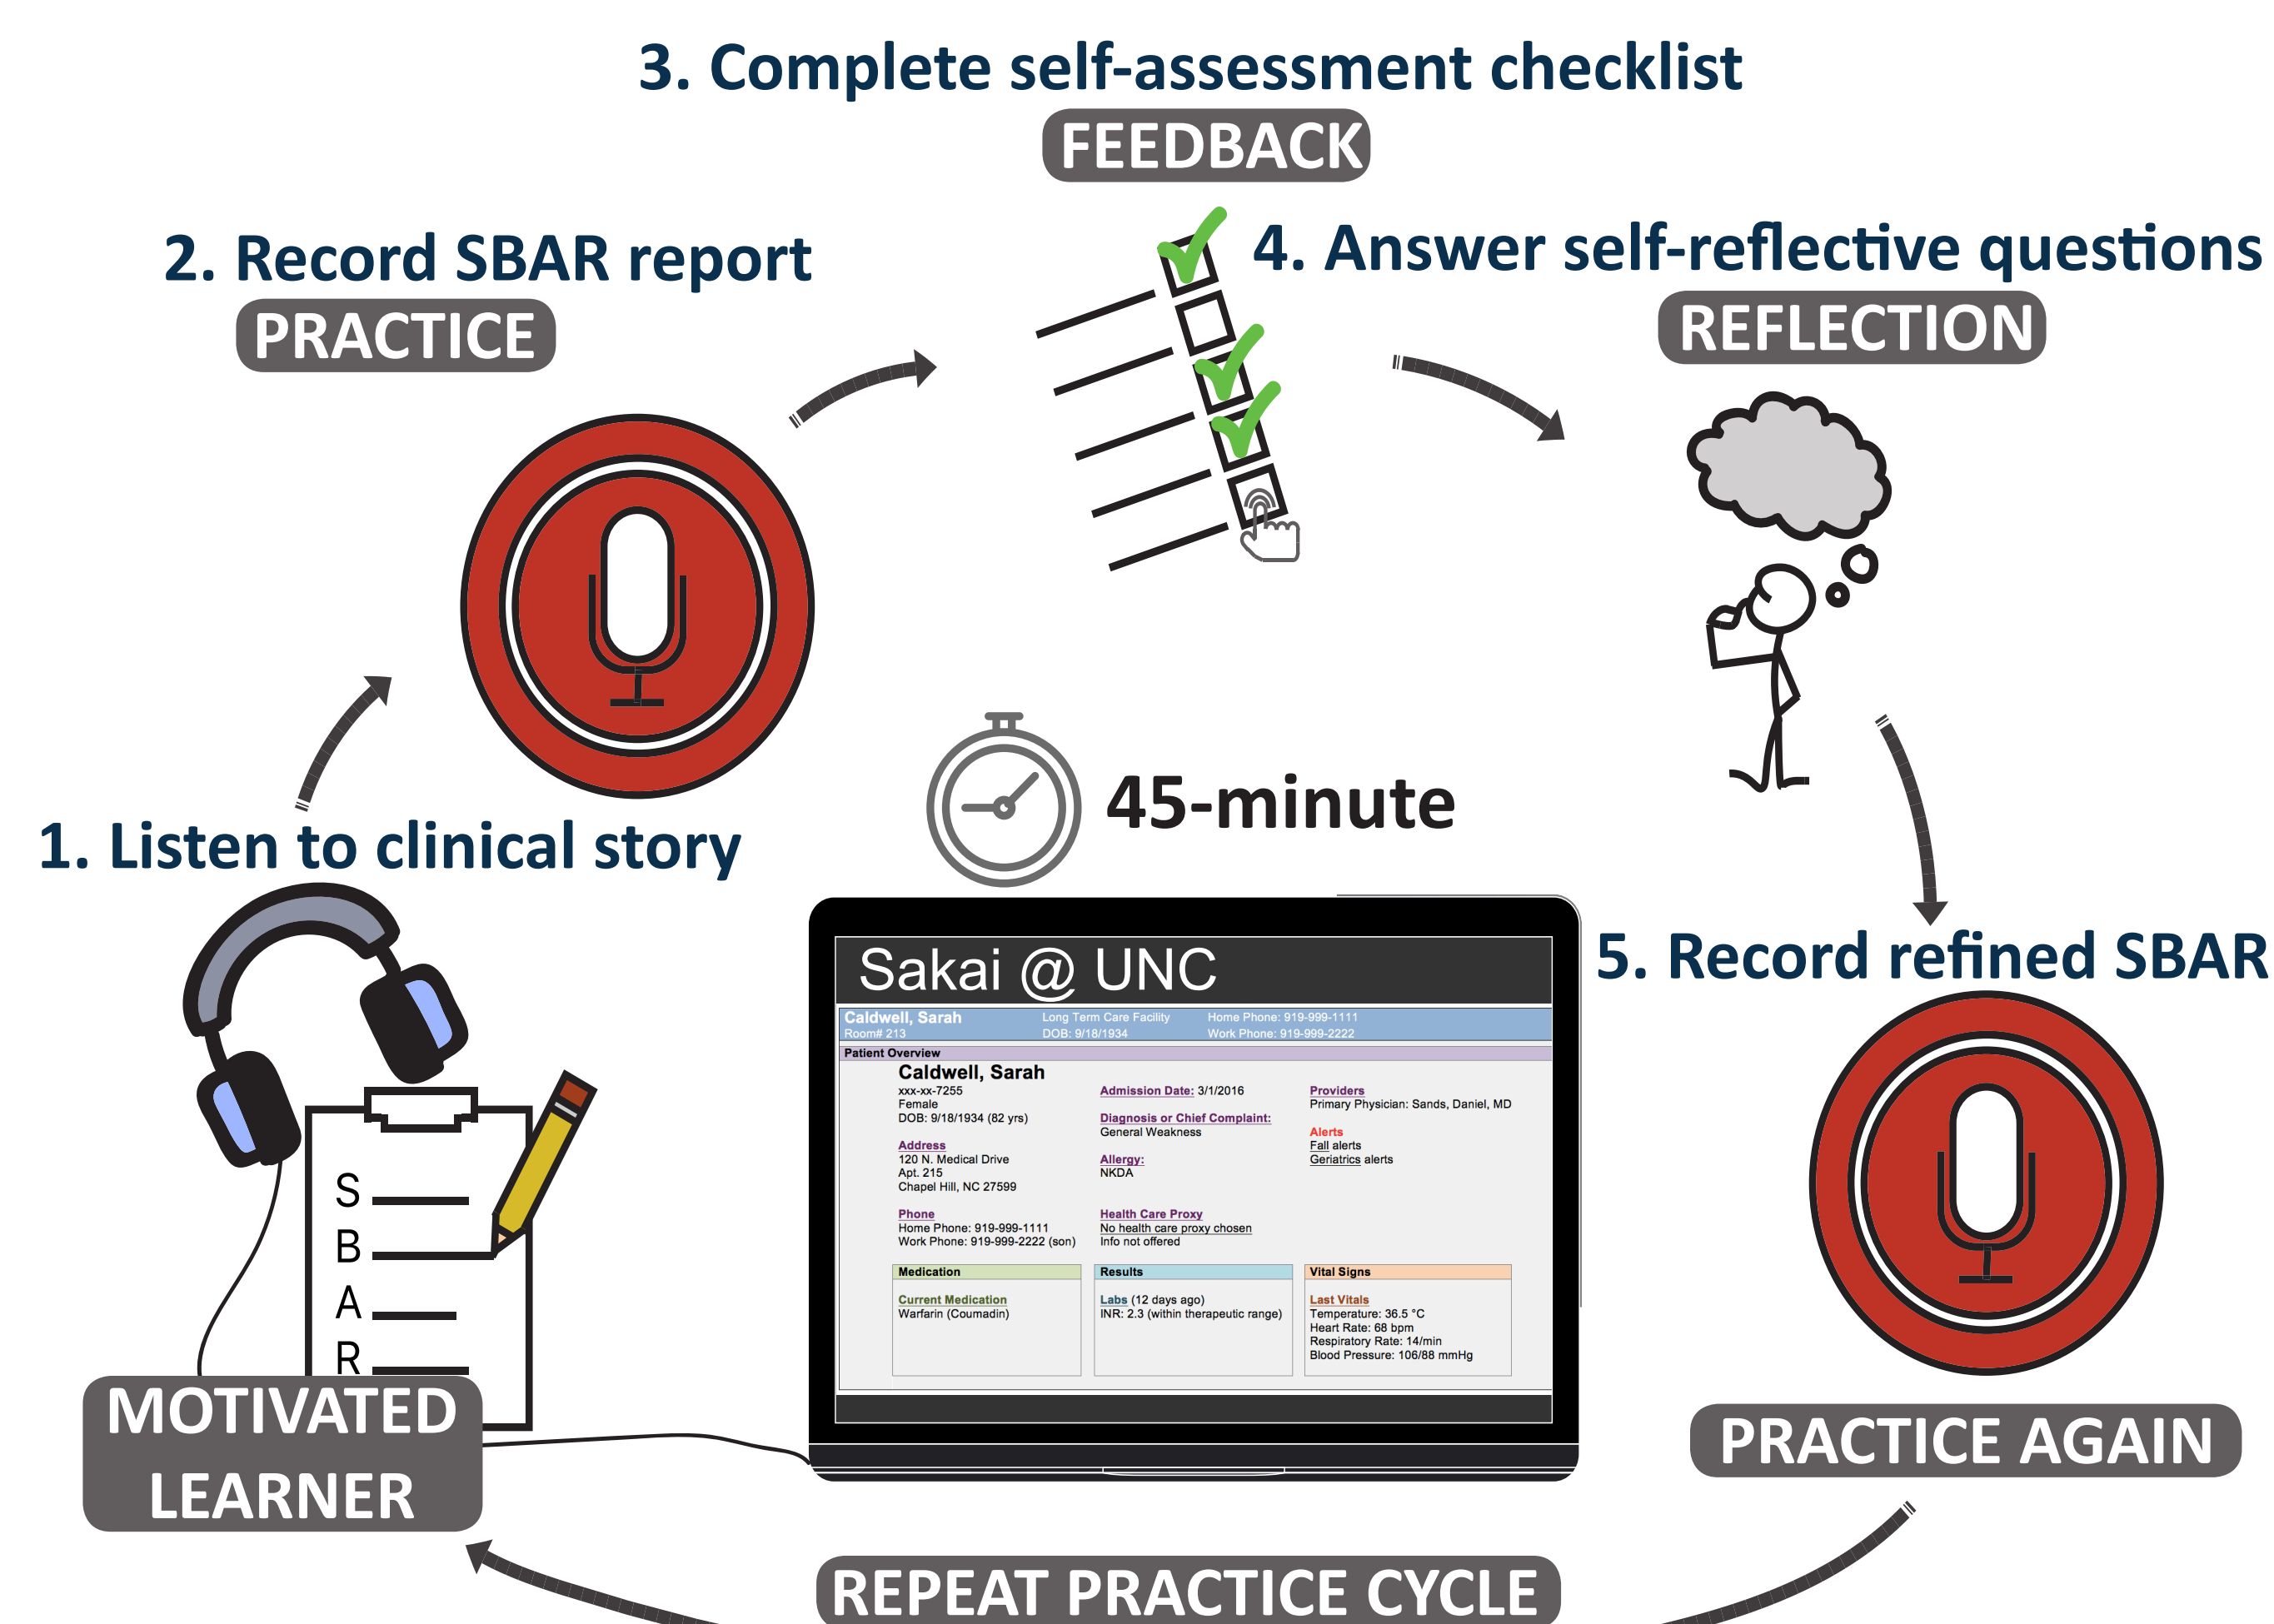 3. Complete self-assessment checklist
FEEDBACK
2. Record SBAR report
PRACTICE
4. Answer self-reflective questions
REFLECTION
45-minute
1. Listen to clinical story
S
B
A
R
MOTIVATED
LEARNER
Sakai @ UNC
Caldwell, Sarah Long Term Care Facility Home Phone: 919-999-1111
Room# 213 DOB: 9/18/1934 Work Phone: 919-999-2222
Patient Overview
Caldwell, Sarah
xxx-xx-7255
Female
DOB: 9/18/1934 (82 yrs)
Address
120 N. Medical Drive
Apt. 215
Chapel Hill, NC 27599
Phone
Home Phone: 919-999-1111
Work Phone: 919-999-2222 (son)
Admission Date: 3/1/2016
Diagnosis or Chief Complaint:
General Weakness
Allergy:
NKDA
Health Care Proxy
No health care proxy chosen
Info not offered
Providers
Primary Physician: Sands, Daniel, MD
Alerts
Fall alerts
Geriatrics alerts
Medication
Current Medication
Warfarin (Coumadin)
Results
Labs (12 days ago)
INR: 2.3 (within therapeutic range)
Vital Signs
Last Vitals
Temperature: 36.5 °C
Heart Rate: 68 bpm
Respiratory Rate: 14/min
Blood Pressure: 106/88 mmHg
5. Record refined SBAR
PRACTICE AGAIN
REPEAT PRACTICE CYCLE